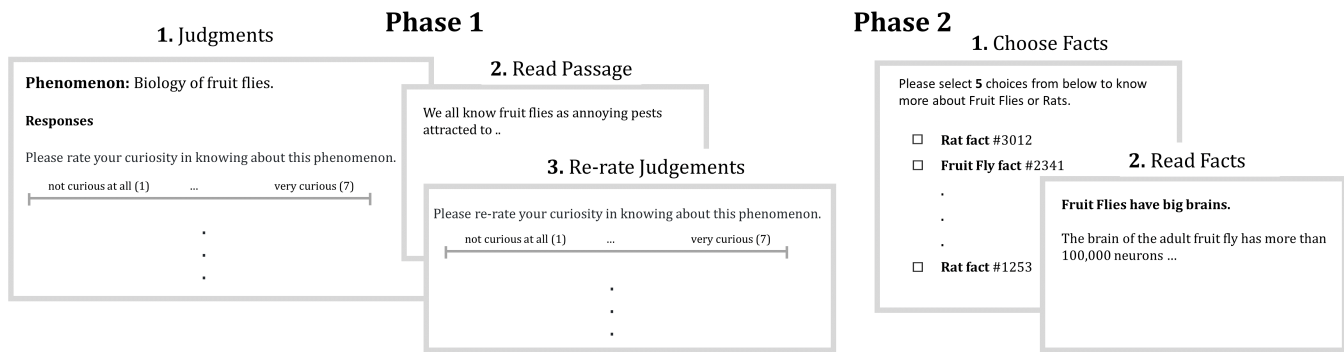 Phase 1
1. Judgments
Phenomenon: Biology of fruit flies.
Responses
Please rate your curiosity in knowing about this phenomenon.
not curious at all (1) ... very curious (7)
.
.
.
2. Read Passage
We all know fruit flies as annoying pests
attracted to ..
3. Re-rate Judgements
Please re-rate your curiosity in knowing about this phenomenon.
not curious at all (1) ... very curious (7)
.
.
.
Phase 2
1. Choose Facts
Please select 5 choices from below to know
more about Fruit Flies or Rats.
☐ Rat fact #3012
☐ Fruit Fly fact #2341
.
.
.
☐ Rat fact #1253
2. Read Facts
Fruit Flies have big brains.
The brain of the adult fruit fly has more than
100,000 neurons ...